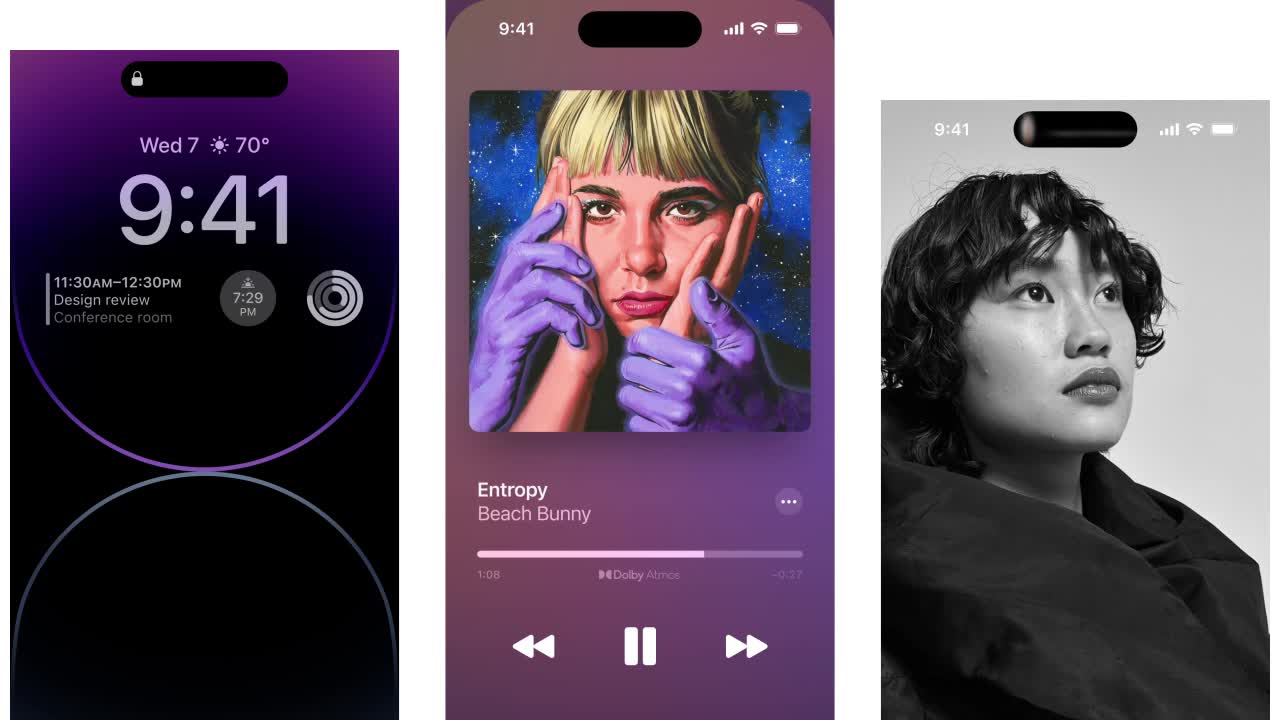 Wed 7 70°
9:41
11:30AM–12:30PM
Design review
Conference room
7:29
PM
9:41
Entropy
Beach Bunny
1:08
Dolby Atmos
–0:27
9:41